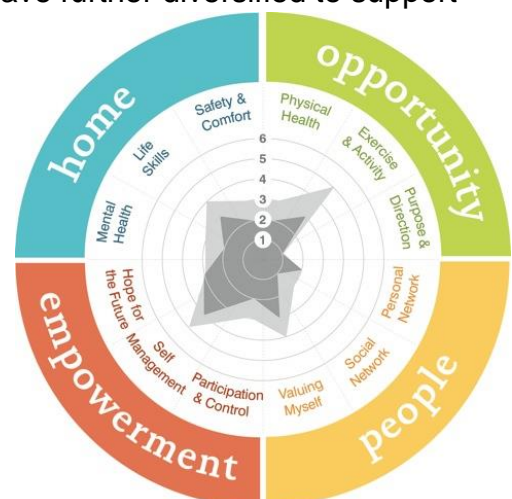 ave further diversified to support
home
opportunity
Safety &
Comfort
Physical
Health
Life
Skills
Exercise
& Activity
Mental
Health
Purpose &
Direction
6
5
4
3
2
1
Hope for
the Future
Personal
Network
Self
Management
Social
Network
Participation
& Control
Valuing
Myself
empowerment
people